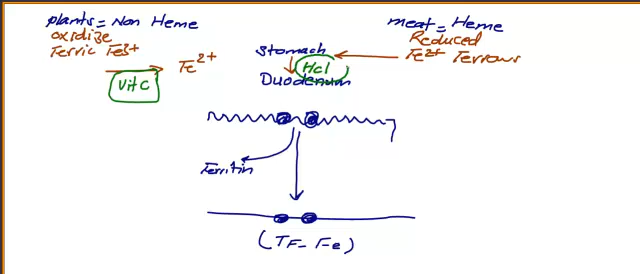 plants = Non Heme
oxidize
Ferric Fe3+
Vit C
Fe2+
Stomach
Hcl
Duodenum
meat = Heme
Reduced
Fe2+ Ferrous
Ferritin
(TF- Fe)